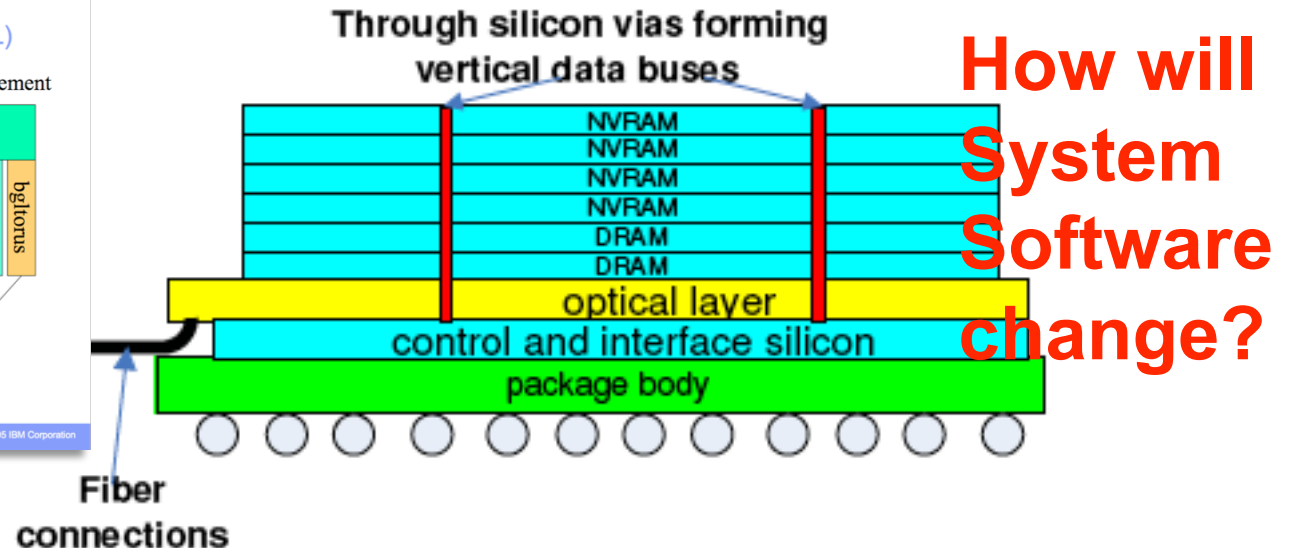 Through silicon vias forming
vertical data buses
How will
System
Software
change?
ement
bgltorus
NVRAM
NVRAM
NVRAM
NVRAM
DRAM
DRAM
optical layer
control and interface silicon
package body
5 IBM Corporation
Fiber
connections